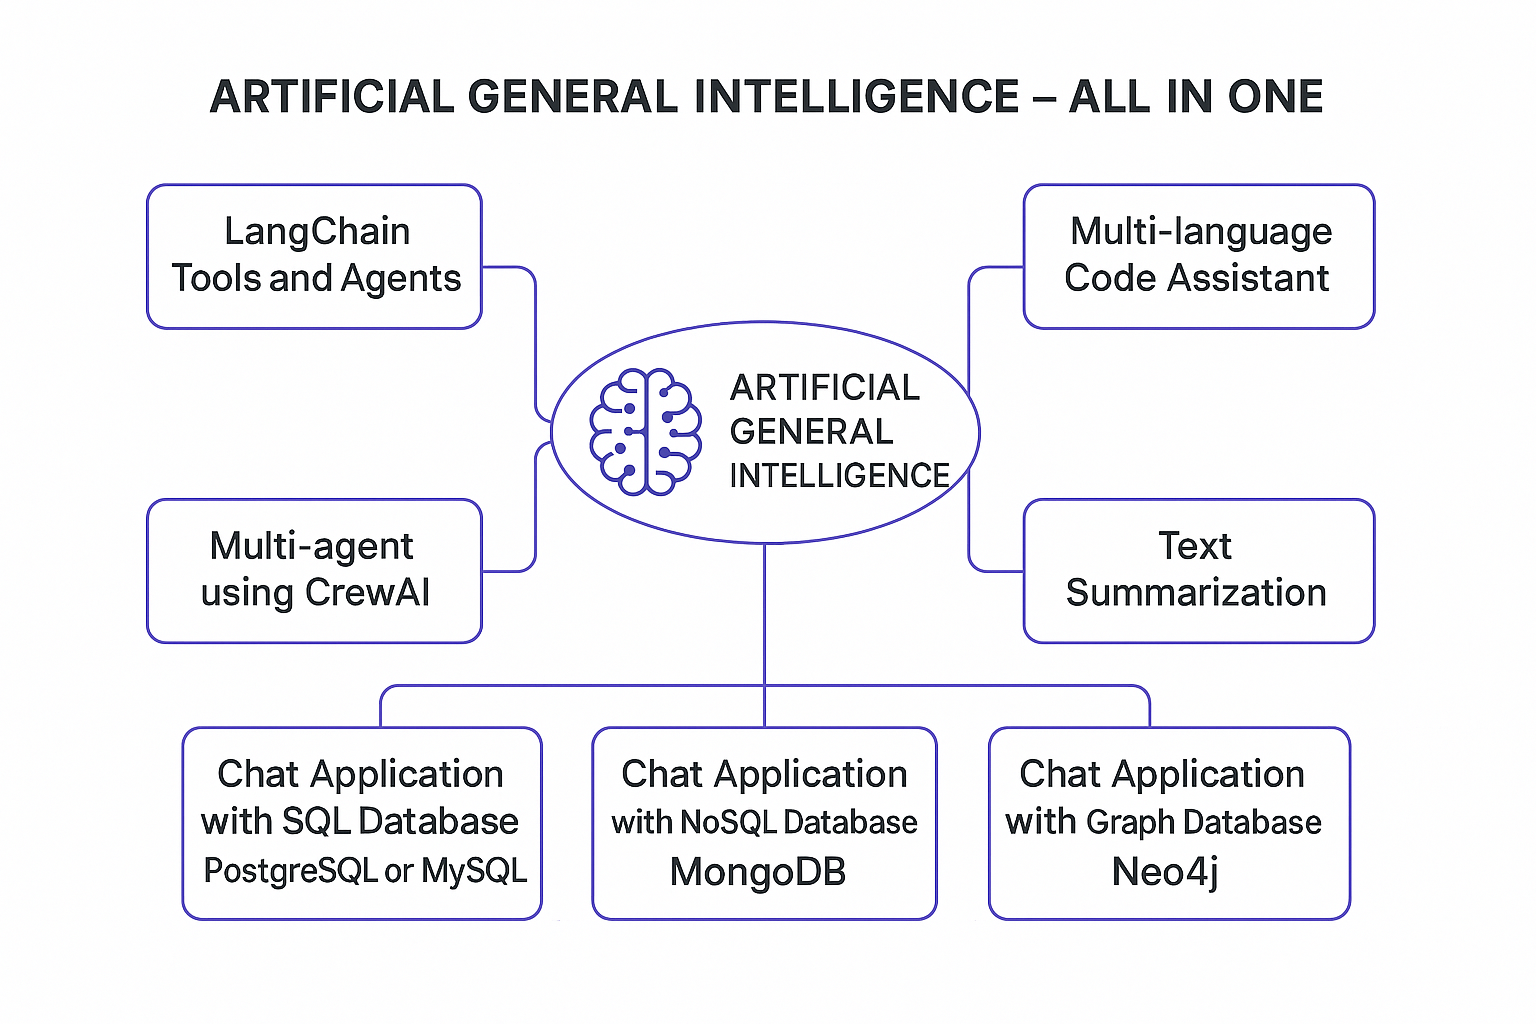 ARTIFICIAL GENERAL INTELLIGENCE – ALL IN ONE
LangChain
Tools and Agents
Multi-language
Code Assistant
ARTIFICIAL
GENERAL
INTELLIGENCE
Multi-agent
using CrewAI
Text
Summarization
Chat Application
with SQL Database
PostgreSQL or MySQL
Chat Application
with NoSQL Database
MongoDB
Chat Application
with Graph Database
Neo4j